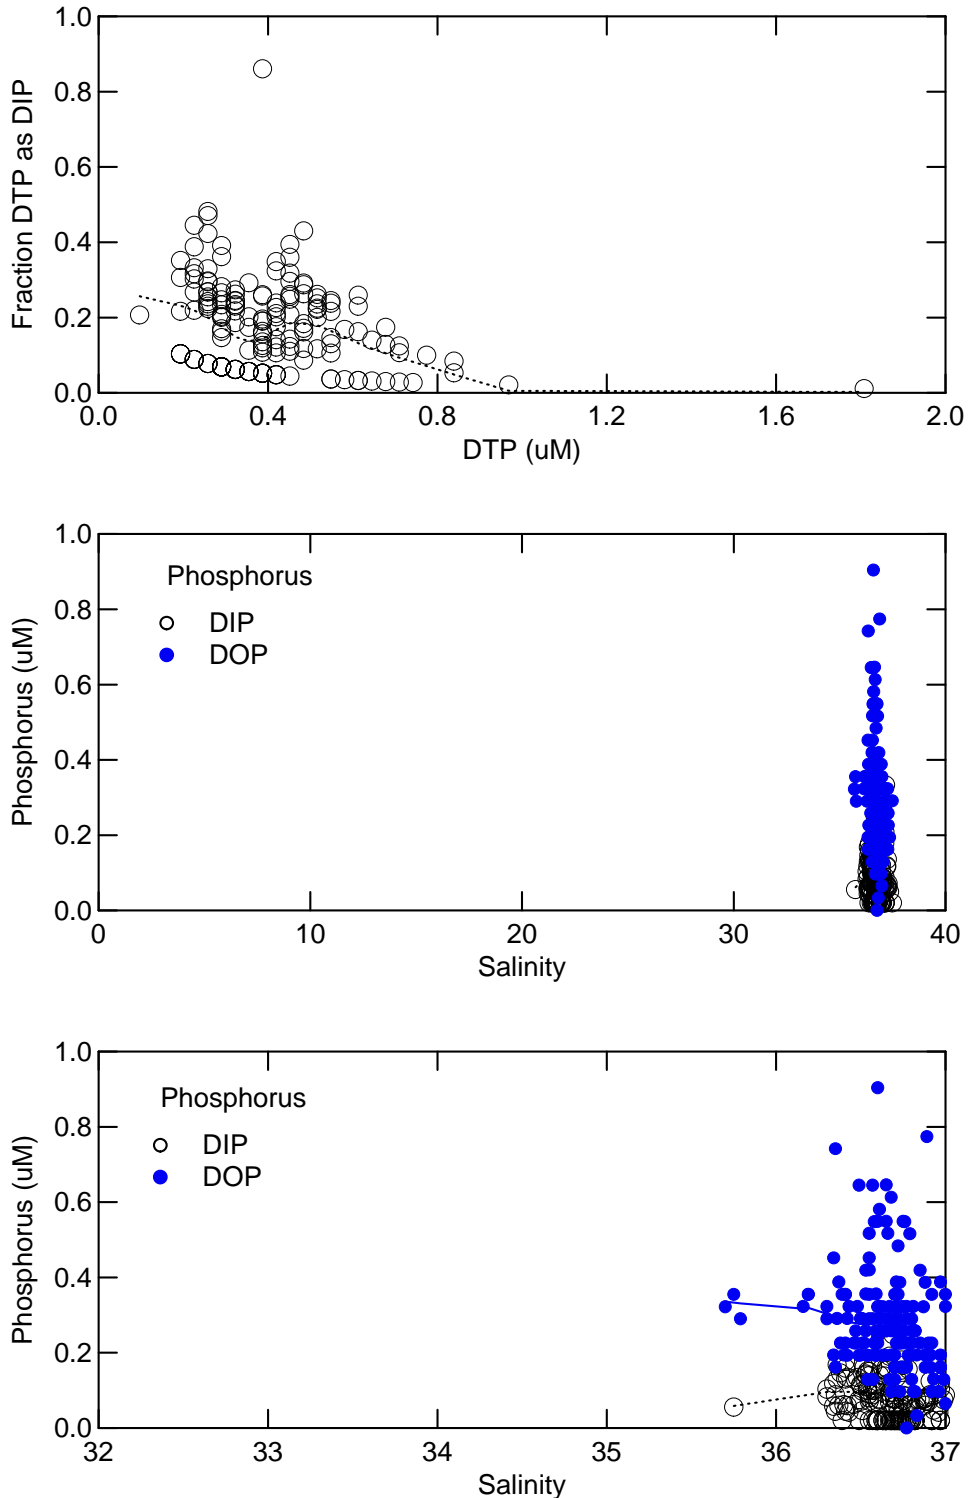 Fraction DTP as DIP
1.0
0.8
0.6
0.4
0.2
0.0
0.0 0.4 0.8 1.2 1.6 2.0
DTP (uM)
Phosphorus (uM)
1.0
0.8
0.6
0.4
0.2
0.0
Phosphorus
DIP
DOP
0 10 20 30 40
Salinity
Phosphorus (uM)
1.0
0.8
0.6
0.4
0.2
0.0
Phosphorus
DIP
DOP
32 33 34 35 36 37
Salinity